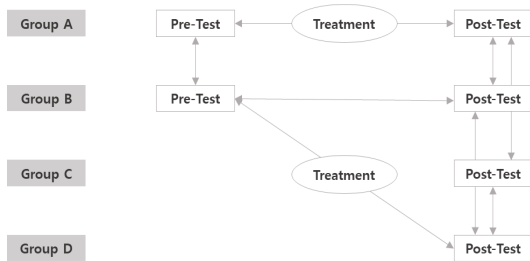 Group A Pre-Test Treatment Post-Test
Group B Pre-Test Post-Test
Group C Treatment Post-Test
Group D Post-Test